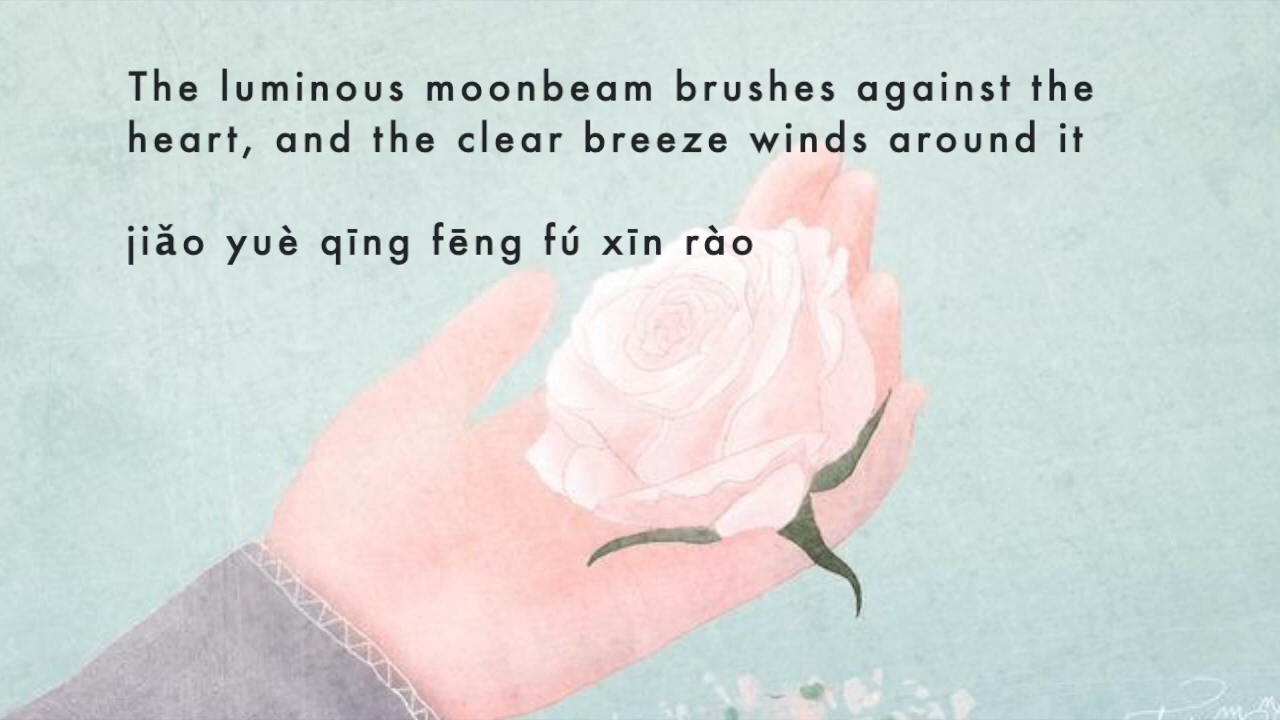 The luminous moonbeam brushes against the
heart, and the clear breeze winds around it
jiǎo yuè qīng fēng fú xīn rào